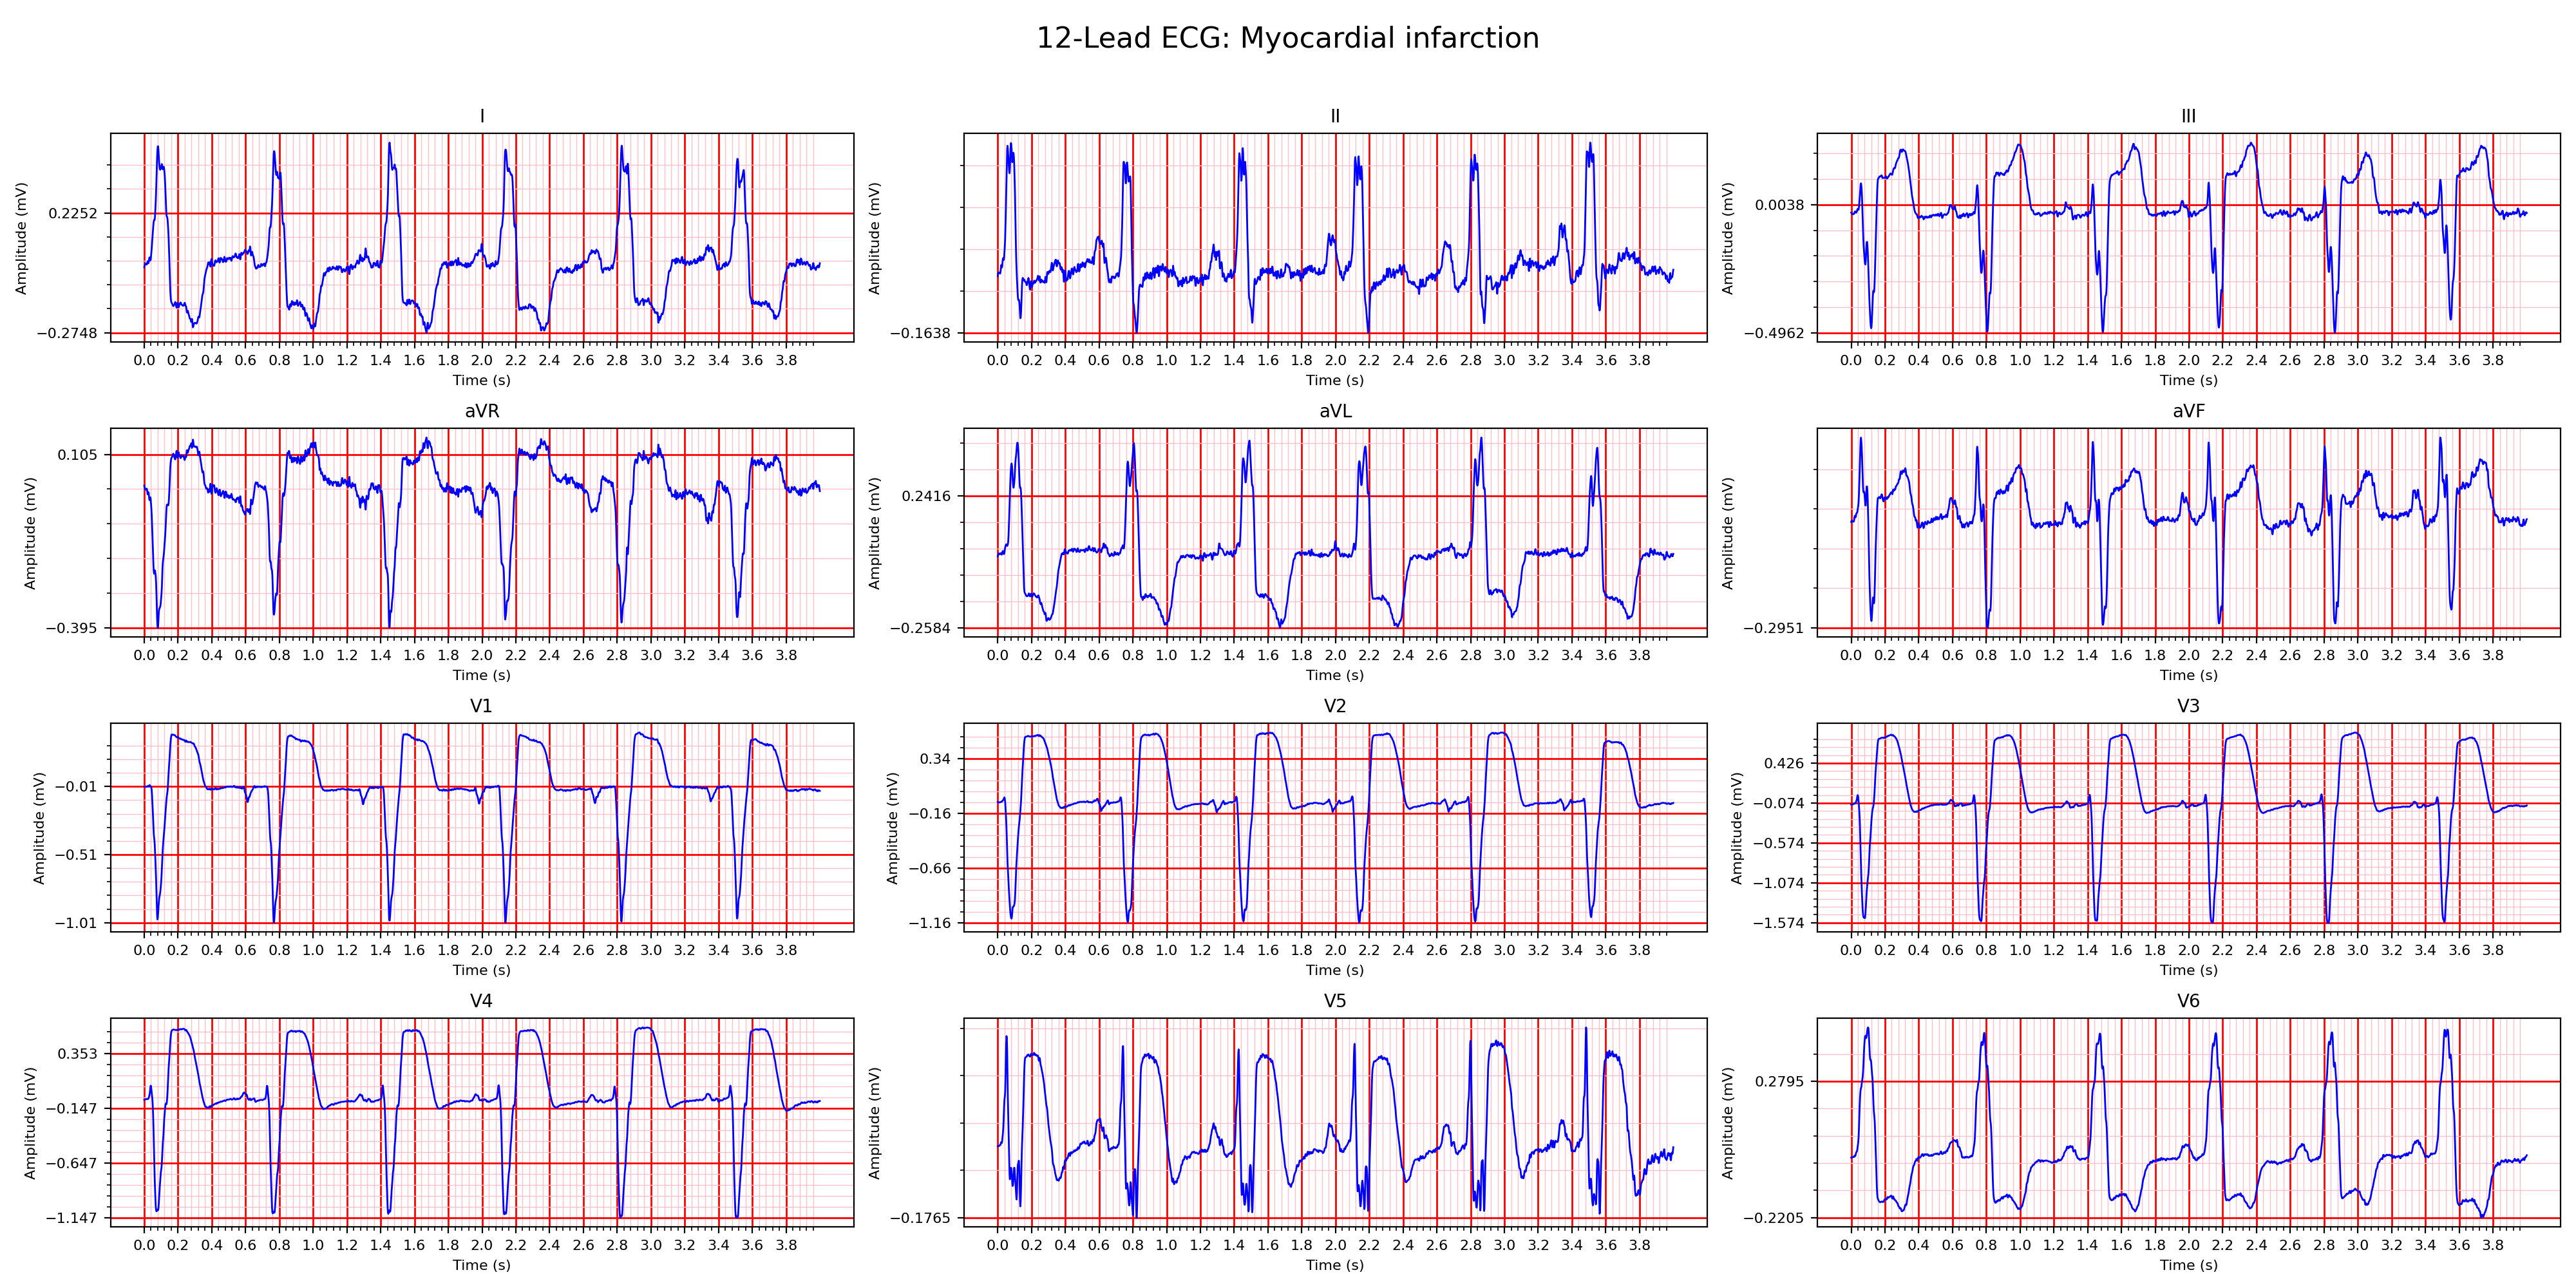 12-Lead ECG: Myocardial infarction
I
Amplitude (mV)
0.2252
−0.2748
0.0 0.2 0.4 0.6 0.8 1.0 1.2 1.4 1.6 1.8 2.0 2.2 2.4 2.6 2.8 3.0 3.2 3.4 3.6 3.8
Time (s)
II
Amplitude (mV)
−0.1638
0.0 0.2 0.4 0.6 0.8 1.0 1.2 1.4 1.6 1.8 2.0 2.2 2.4 2.6 2.8 3.0 3.2 3.4 3.6 3.8
Time (s)
III
Amplitude (mV)
0.0038
−0.4962
0.0 0.2 0.4 0.6 0.8 1.0 1.2 1.4 1.6 1.8 2.0 2.2 2.4 2.6 2.8 3.0 3.2 3.4 3.6 3.8
Time (s)
aVR
Amplitude (mV)
0.105
−0.395
0.0 0.2 0.4 0.6 0.8 1.0 1.2 1.4 1.6 1.8 2.0 2.2 2.4 2.6 2.8 3.0 3.2 3.4 3.6 3.8
Time (s)
aVL
Amplitude (mV)
0.2416
−0.2584
0.0 0.2 0.4 0.6 0.8 1.0 1.2 1.4 1.6 1.8 2.0 2.2 2.4 2.6 2.8 3.0 3.2 3.4 3.6 3.8
Time (s)
aVF
Amplitude (mV)
−0.2951
0.0 0.2 0.4 0.6 0.8 1.0 1.2 1.4 1.6 1.8 2.0 2.2 2.4 2.6 2.8 3.0 3.2 3.4 3.6 3.8
Time (s)
V1
Amplitude (mV)
−0.01
−0.51
−1.01
0.0 0.2 0.4 0.6 0.8 1.0 1.2 1.4 1.6 1.8 2.0 2.2 2.4 2.6 2.8 3.0 3.2 3.4 3.6 3.8
Time (s)
V2
Amplitude (mV)
0.34
−0.16
−0.66
−1.16
0.0 0.2 0.4 0.6 0.8 1.0 1.2 1.4 1.6 1.8 2.0 2.2 2.4 2.6 2.8 3.0 3.2 3.4 3.6 3.8
Time (s)
V3
Amplitude (mV)
0.426
−0.074
−0.574
−1.074
−1.574
0.0 0.2 0.4 0.6 0.8 1.0 1.2 1.4 1.6 1.8 2.0 2.2 2.4 2.6 2.8 3.0 3.2 3.4 3.6 3.8
Time (s)
V4
Amplitude (mV)
0.353
−0.147
−0.647
−1.147
0.0 0.2 0.4 0.6 0.8 1.0 1.2 1.4 1.6 1.8 2.0 2.2 2.4 2.6 2.8 3.0 3.2 3.4 3.6 3.8
Time (s)
V5
Amplitude (mV)
−0.1765
0.0 0.2 0.4 0.6 0.8 1.0 1.2 1.4 1.6 1.8 2.0 2.2 2.4 2.6 2.8 3.0 3.2 3.4 3.6 3.8
Time (s)
V6
Amplitude (mV)
0.2795
−0.2205
0.0 0.2 0.4 0.6 0.8 1.0 1.2 1.4 1.6 1.8 2.0 2.2 2.4 2.6 2.8 3.0 3.2 3.4 3.6 3.8
Time (s)